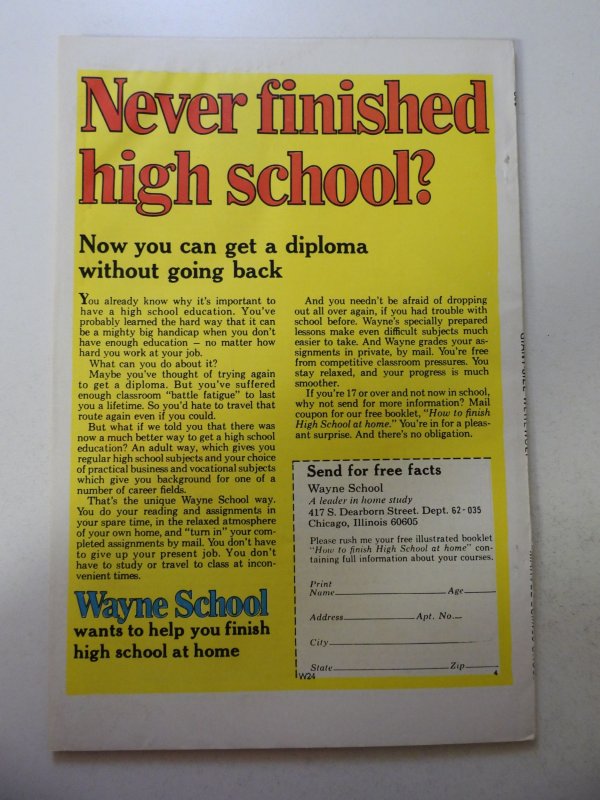 Never finished
high school?
Now you can get a diploma
without going back
You already know why it's important to
have a high school education. You've
probably learned the hard way that it can
be a mighty big handicap when you don't
have enough education — no matter how
hard you work at your job.
What can you do about it?
Maybe you've thought of trying again
to get a diploma. But you've suffered
enough classroom "battle fatigue" to last
you a lifetime. So you'd hate to travel that
route again even if you could.
But what if we told you that there was
now a much better way to get a high school
education? An adult way, which gives you
regular high school subjects and your choice
of practical business and vocational subjects
which give you background for one of a
number of career fields.
That's the unique Wayne School way.
You do your reading and assignments in
your spare time, in the relaxed atmosphere
of your own home, and "turn in" your com-
pleted assignments by mail. You don't have
to give up your present job. You don't
have to study or travel to class at incon-
venient times.
Wayne School
wants to help you finish
high school at home
And you needn't be afraid of dropping
out all over again, if you had trouble with
school before. Wayne's specially prepared
lessons make even difficult subjects much
easier to take. And Wayne grades your as-
signments in private, by mail. You're free
from competitive classroom pressures. You
stay relaxed, and your progress is much
smoother.
If you're 17 or over and not now in school,
why not send for more information? Mail
coupon for our free booklet, "How to finish
High School at home." You're in for a pleas-
ant surprise. And there's no obligation.
Send for free facts
Wayne School
A leader in home study
417 S. Dearborn Street. Dept. 62-035
Chicago, Illinois 60605
Please rush me your free illustrated booklet
"How to finish High School at home" con-
taining full information about your courses.
Print
Name Age
Address Apt. No.
City
State Zip
W24 4